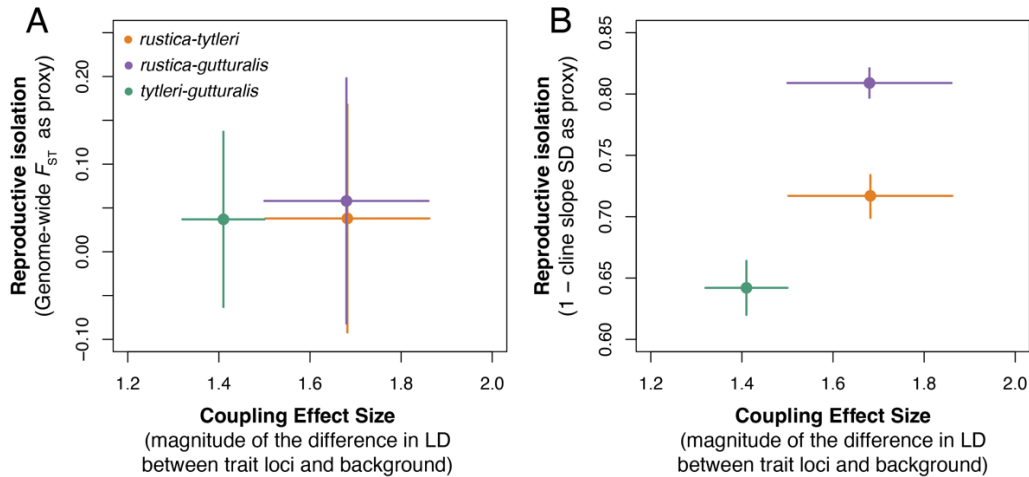 A
rustica-tytleri
rustica-gutturalis
tytleri-gutturalis
Reproductive isolation
(Genome-wide FST as proxy)
0.20
0.10
0.00
−0.10
1.2 1.4 1.6 1.8 2.0
Coupling Effect Size
(magnitude of the difference in LD
between trait loci and background)
B
Reproductive isolation
(1 − cline slope SD as proxy)
0.85
0.80
0.75
0.70
0.65
0.60
1.2 1.4 1.6 1.8 2.0
Coupling Effect Size
(magnitude of the difference in LD
between trait loci and background)